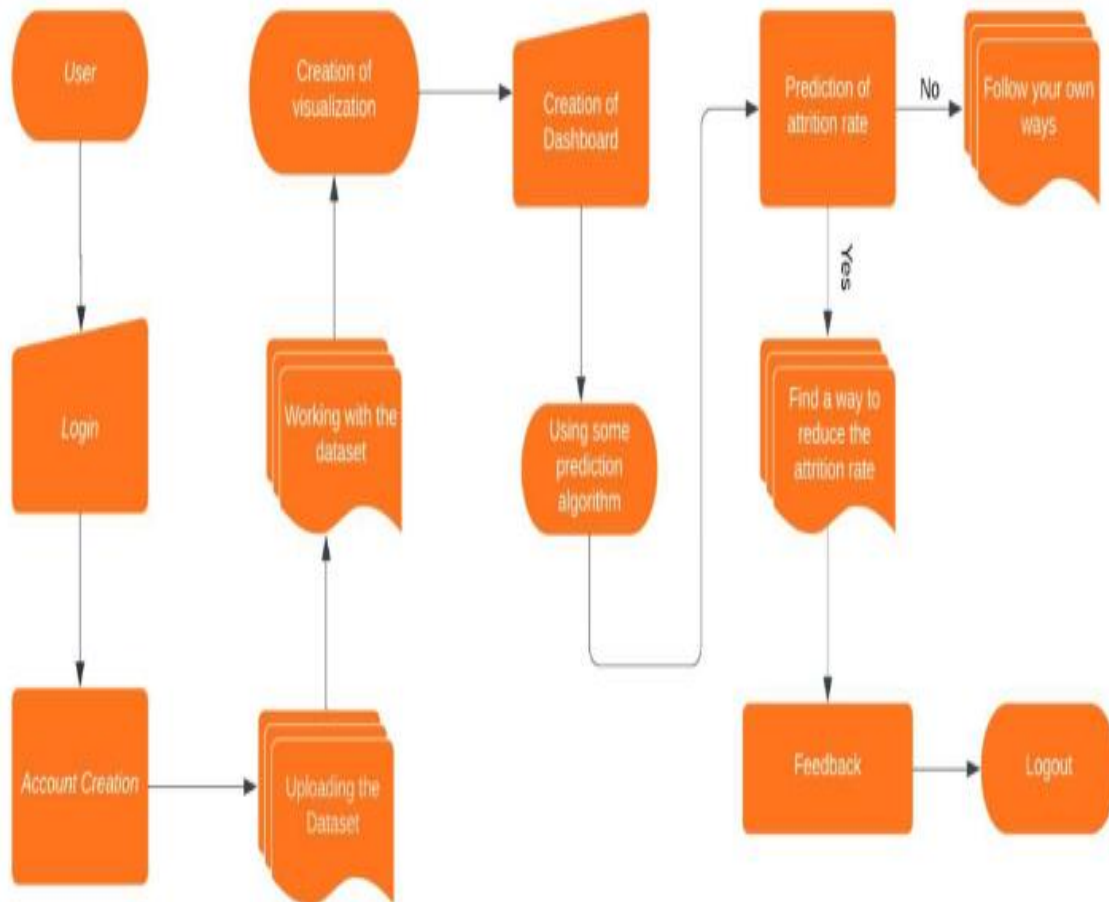 User
Login
Account Creation
Uploading the
Dataset
Working with the
dataset
Creation of
visualization
Creation of
Dashboard
Using some
prediction
algorithm
Prediction of
attrition rate
No
Follow your own
ways
Yes
Find a way to
reduce the
attrition rate
Feedback
Logout